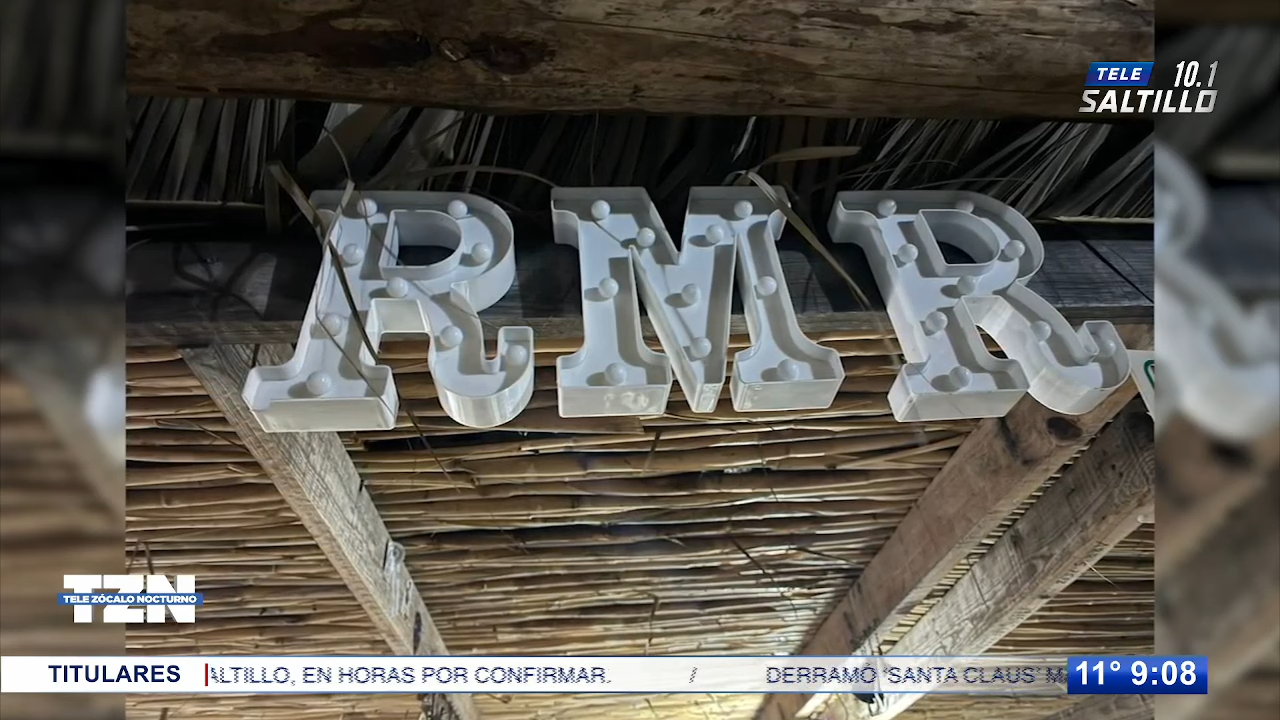 TELE 10.1
SALTILLO
RMR
TZN
TELE ZÓCALO NOCTURNO
TITULARES
ALTILLO, EN HORAS POR CONFIRMAR. / DERRAMÓ 'SANTA CLAUS' M
11° 9:08